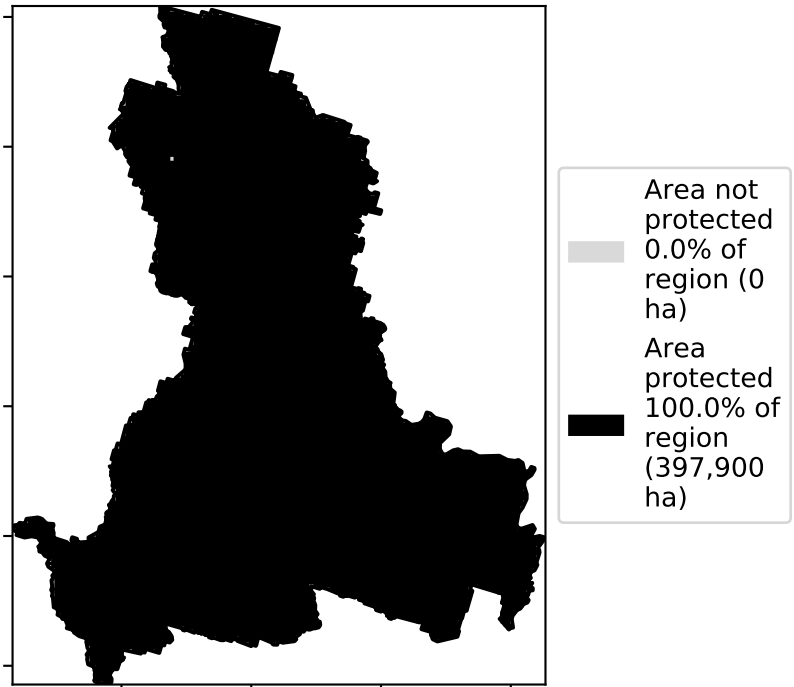 Area not
protected
0.0% of
region (0
ha)
Area
protected
100.0% of
region
(397,900
ha)